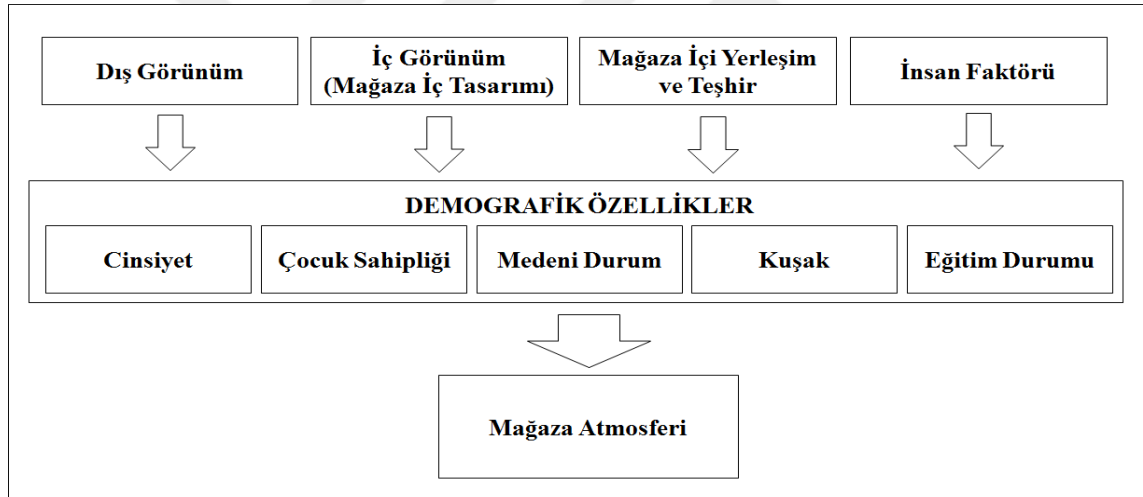 Dış Görünüm
İç Görünüm
(Mağaza İç Tasarımı)
Mağaza İçi Yerleşim
ve Teşhir
İnsan Faktörü
DEMOGRAFİK ÖZELLİKLER
Cinsiyet
Çocuk Sahipliği
Medeni Durum
Kuşak
Eğitim Durumu
Mağaza Atmosferi